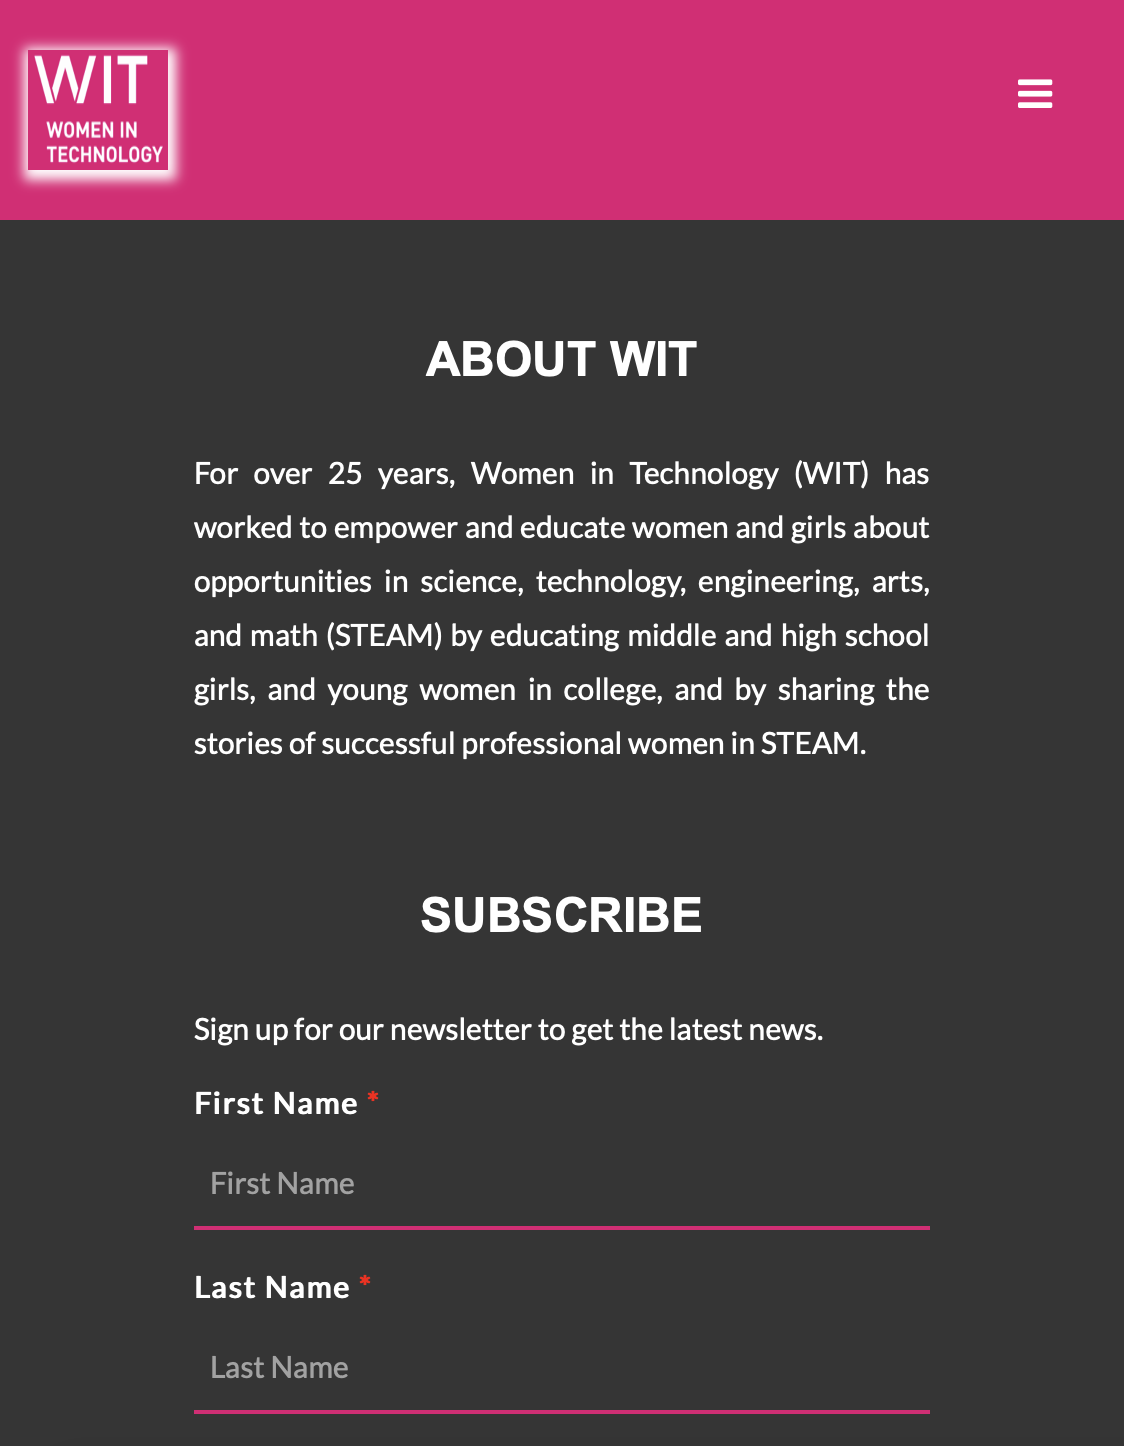 WIT
WOMEN IN
TECHNOLOGY
ABOUT WIT
For over 25 years, Women in Technology (WIT) has
worked to empower and educate women and girls about
opportunities in science, technology, engineering, arts,
and math (STEAM) by educating middle and high school
girls, and young women in college, and by sharing the
stories of successful professional women in STEAM.
SUBSCRIBE
Sign up for our newsletter to get the latest news.
First Name *
First Name
Last Name *
Last Name